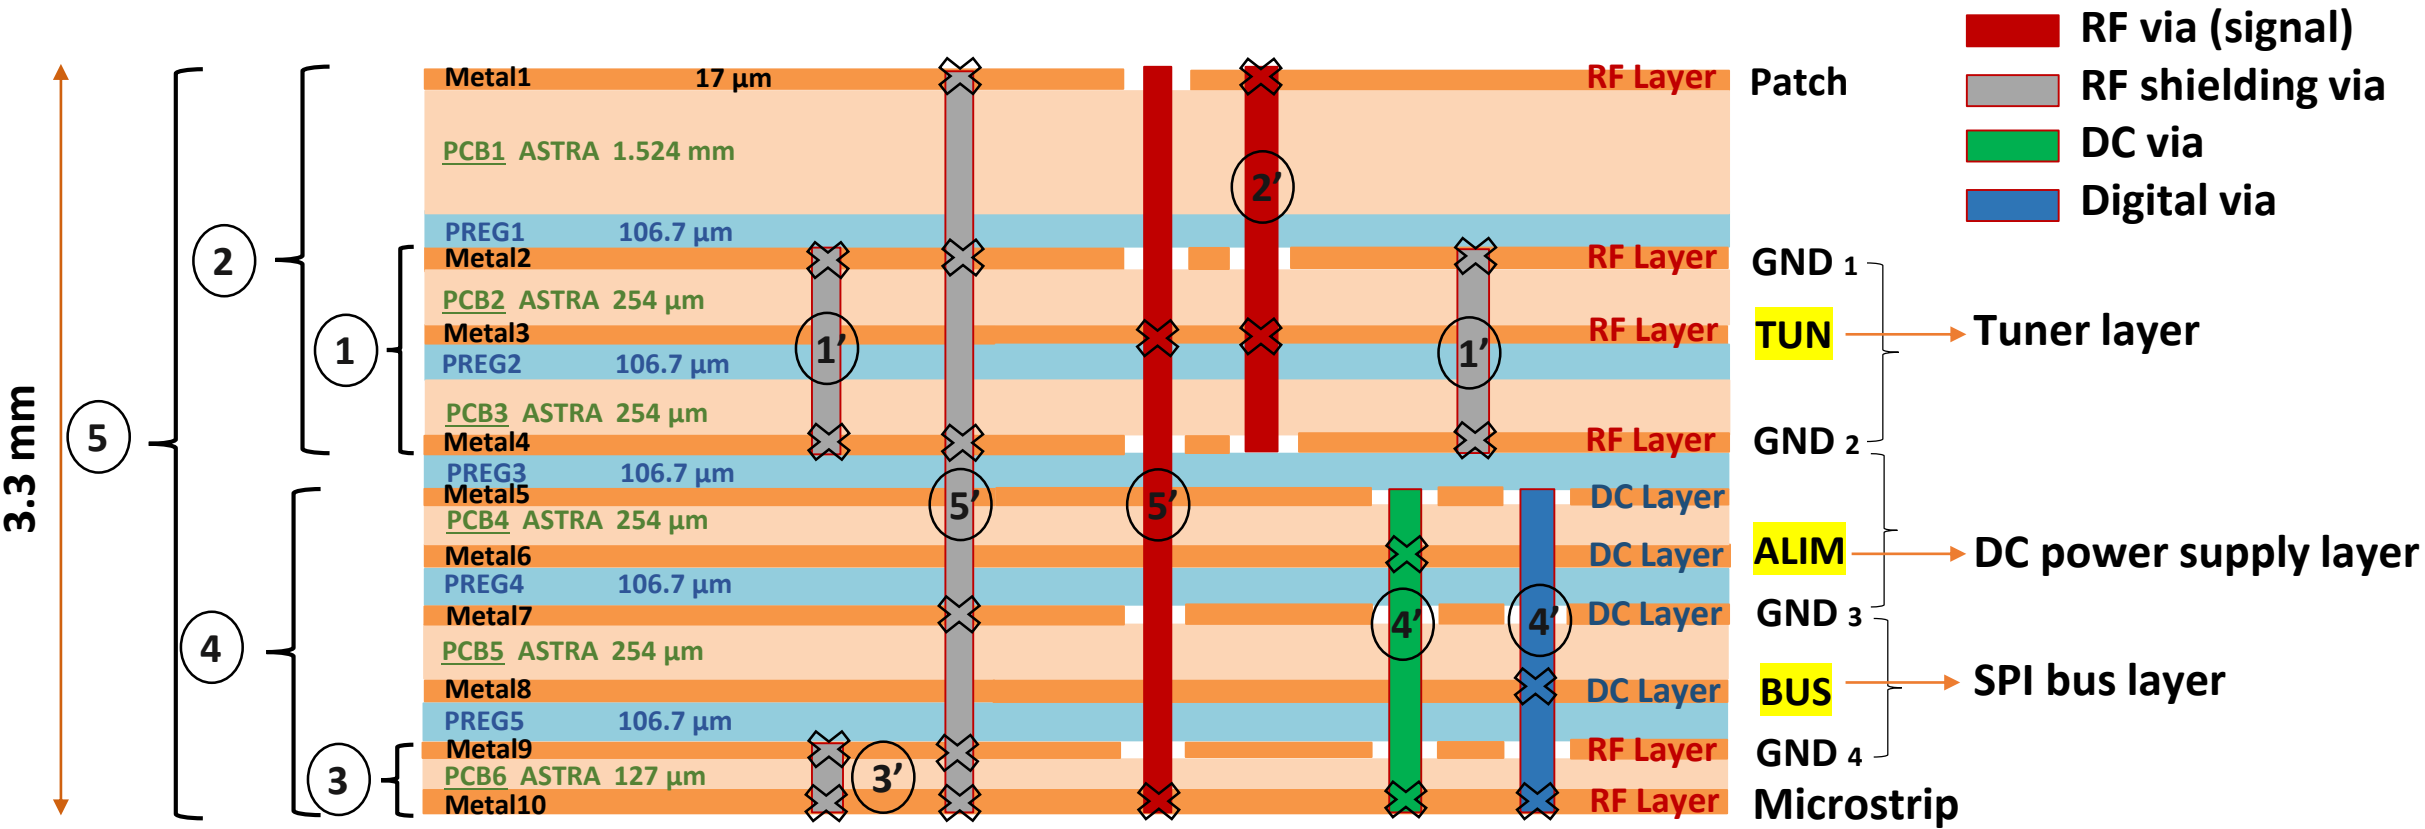 RF via (signal)
RF shielding via
DC via
Digital via
3.3 mm
5
2
1
4
3
Metal1 17 µm RF Layer Patch
PCB1 ASTRA 1.524 mm
2’
PREG1 106.7 µm
Metal2 RF Layer GND 1
PCB2 ASTRA 254 µm
Metal3 RF Layer TUN Tuner layer
1’ 1’
PREG2 106.7 µm
PCB3 ASTRA 254 µm
Metal4 RF Layer GND 2
PREG3 106.7 µm
Metal5 DC Layer
5’ 5’
PCB4 ASTRA 254 µm
Metal6 DC Layer ALIM DC power supply layer
PREG4 106.7 µm
Metal7 DC Layer GND 3
4’ 4’
PCB5 ASTRA 254 µm
Metal8 DC Layer BUS SPI bus layer
PREG5 106.7 µm
Metal9 RF Layer GND 4
PCB6 ASTRA 127 µm 3’
Metal10 RF Layer Microstrip